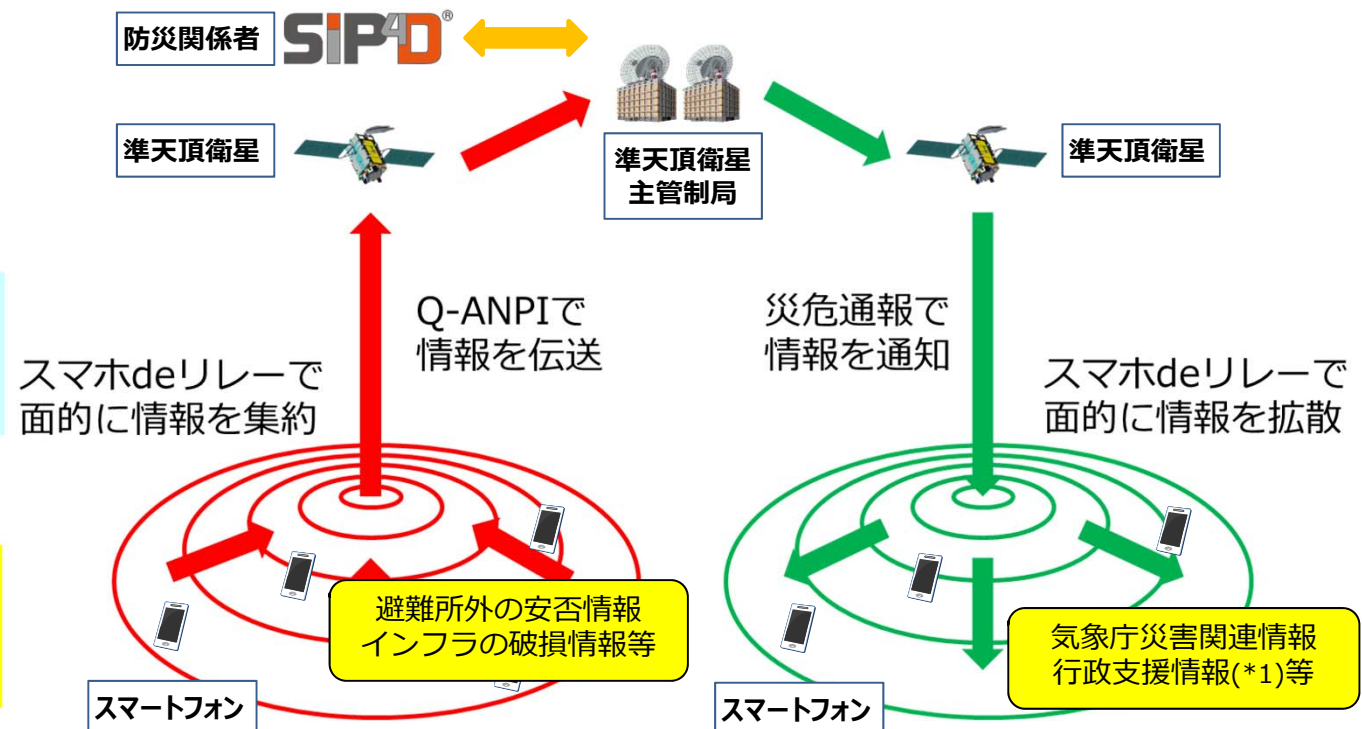 防災関係者
SIP4D®
準天頂衛星
準天頂衛星
主管制局
準天頂衛星
Q-ANPIで
情報を伝送
災危通報で
情報を通知
スマホdeリレーで
面的に情報を集約
スマホdeリレーで
面的に情報を拡散
避難所外の安否情報
インフラの破損情報等
気象庁災害関連情報
行政支援情報(*1)等
スマートフォン
スマートフォン